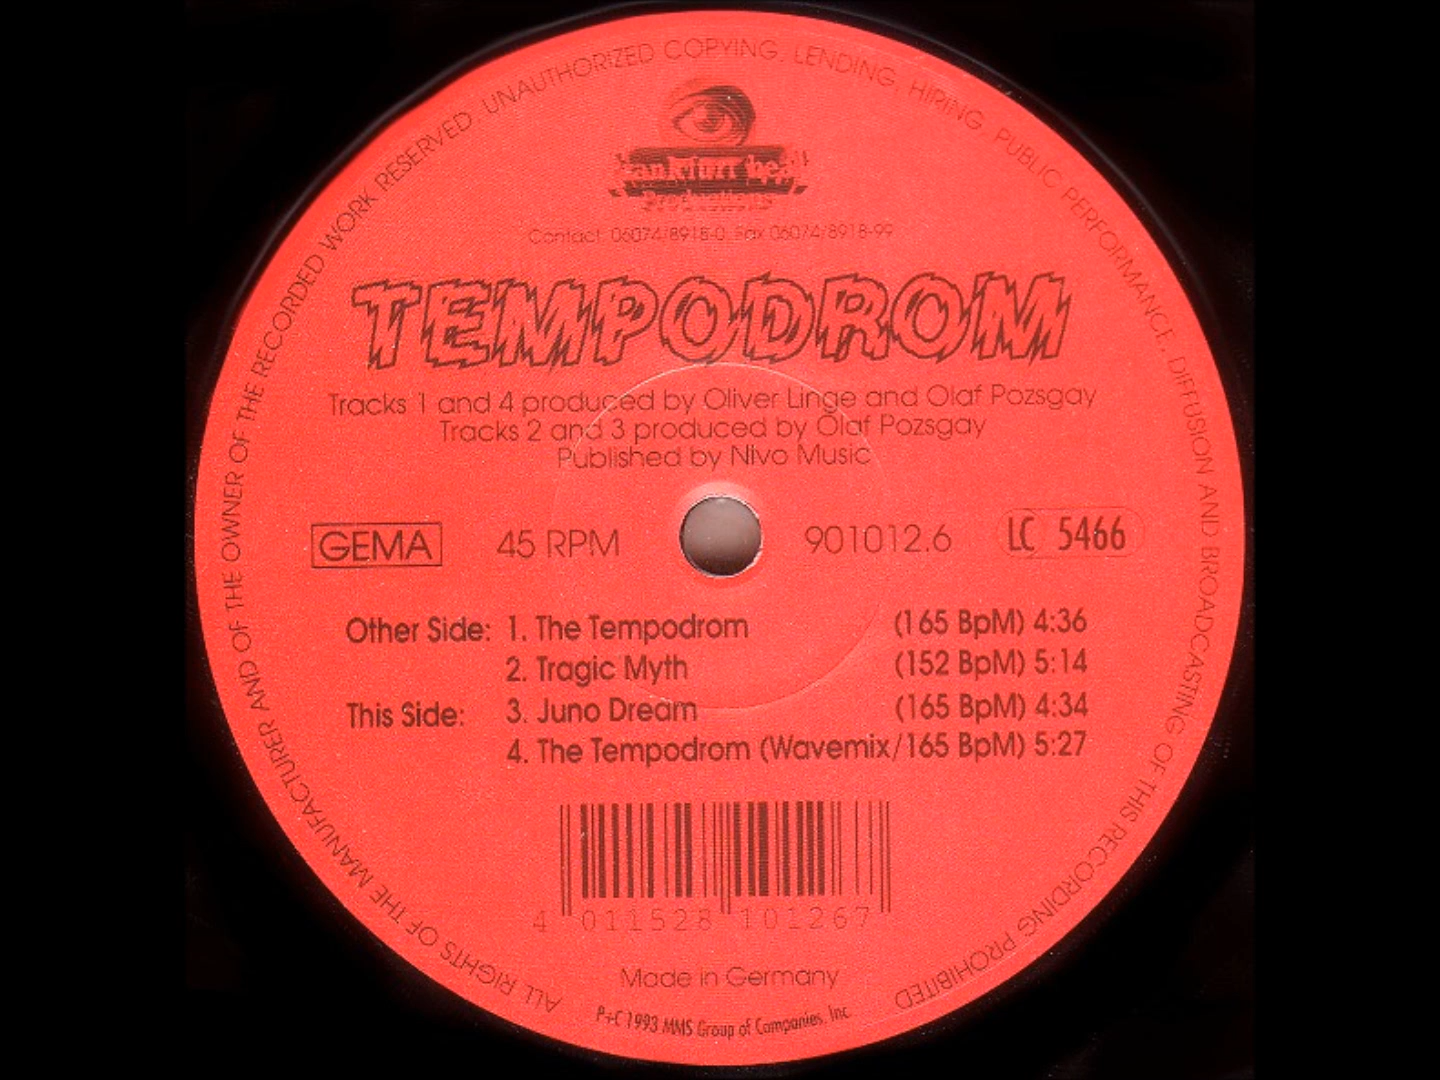 ALL RIGHTS OF THE MANUFACTURER AND OF THE OWNER OF THE RECORDED WORK RESERVED. UNAUTHORIZED COPYING, LENDING, HIRING, PUBLIC PERFORMANCE, DIFFUSION AND BROADCASTING OF THIS RECORDING PROHIBITED
Frankfurt beat
Productions
Contact: 06074/8918-0, Fax 06074/8918-99
TEMPODROM
Tracks 1 and 4 produced by Oliver Linge and Olaf Pozsgay
Tracks 2 and 3 produced by Olaf Pozsgay
Published by Nivo Music
GEMA 45 RPM 901012.6 LC 5466
Other Side: 1. The Tempodrom (165 BpM) 4:36
2. Tragic Myth (152 BpM) 5:14
This Side: 3. Juno Dream (165 BpM) 4:34
4. The Tempodrom (Wavemix/165 BpM) 5:27
4 011528 101267
Made in Germany
P+C 1993 MMS Group of Companies, Inc.